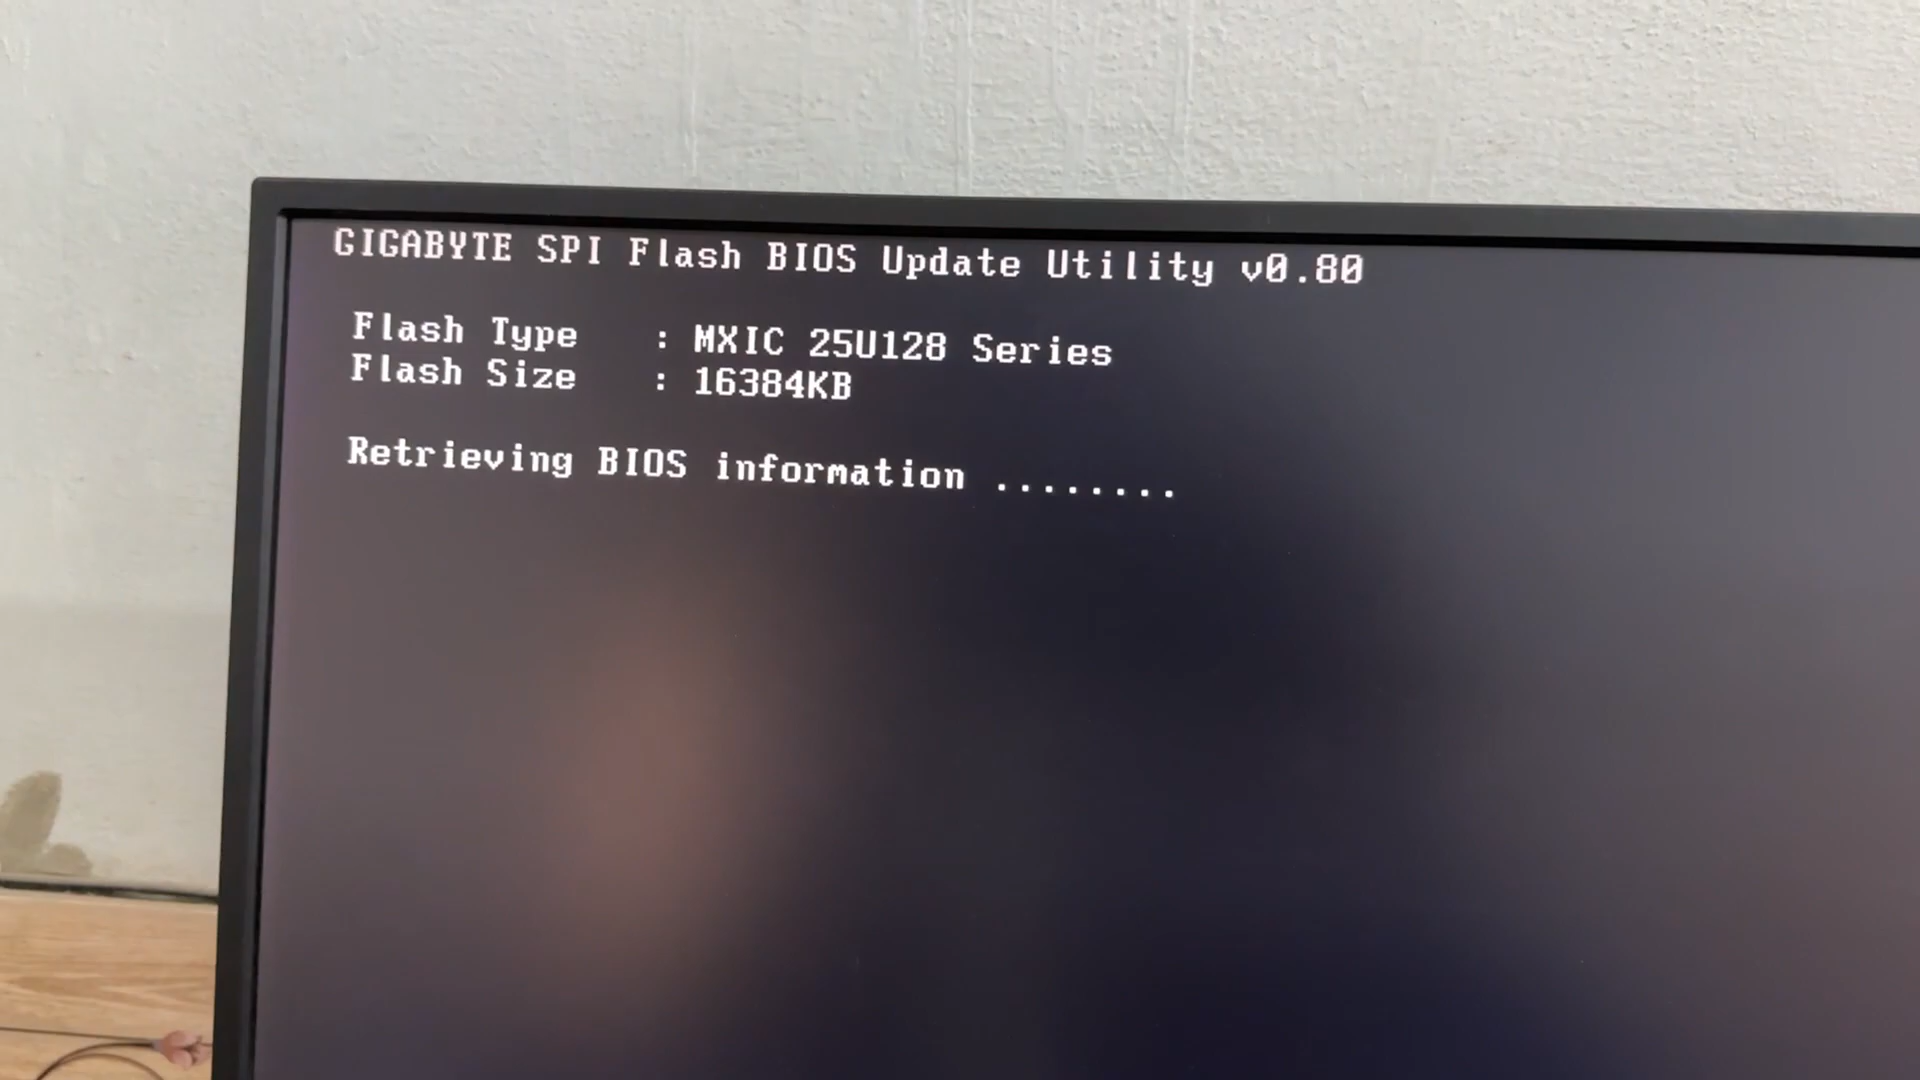 GIGABYTE SPI Flash BIOS Update Utility v0.80
Flash Type : MXIC 25U128 Series
Flash Size : 16384KB
Retrieving BIOS information ........